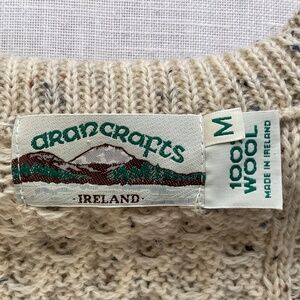 arancrafts
· IRELAND ·
M
100%
WOOL
MADE IN IRELAND